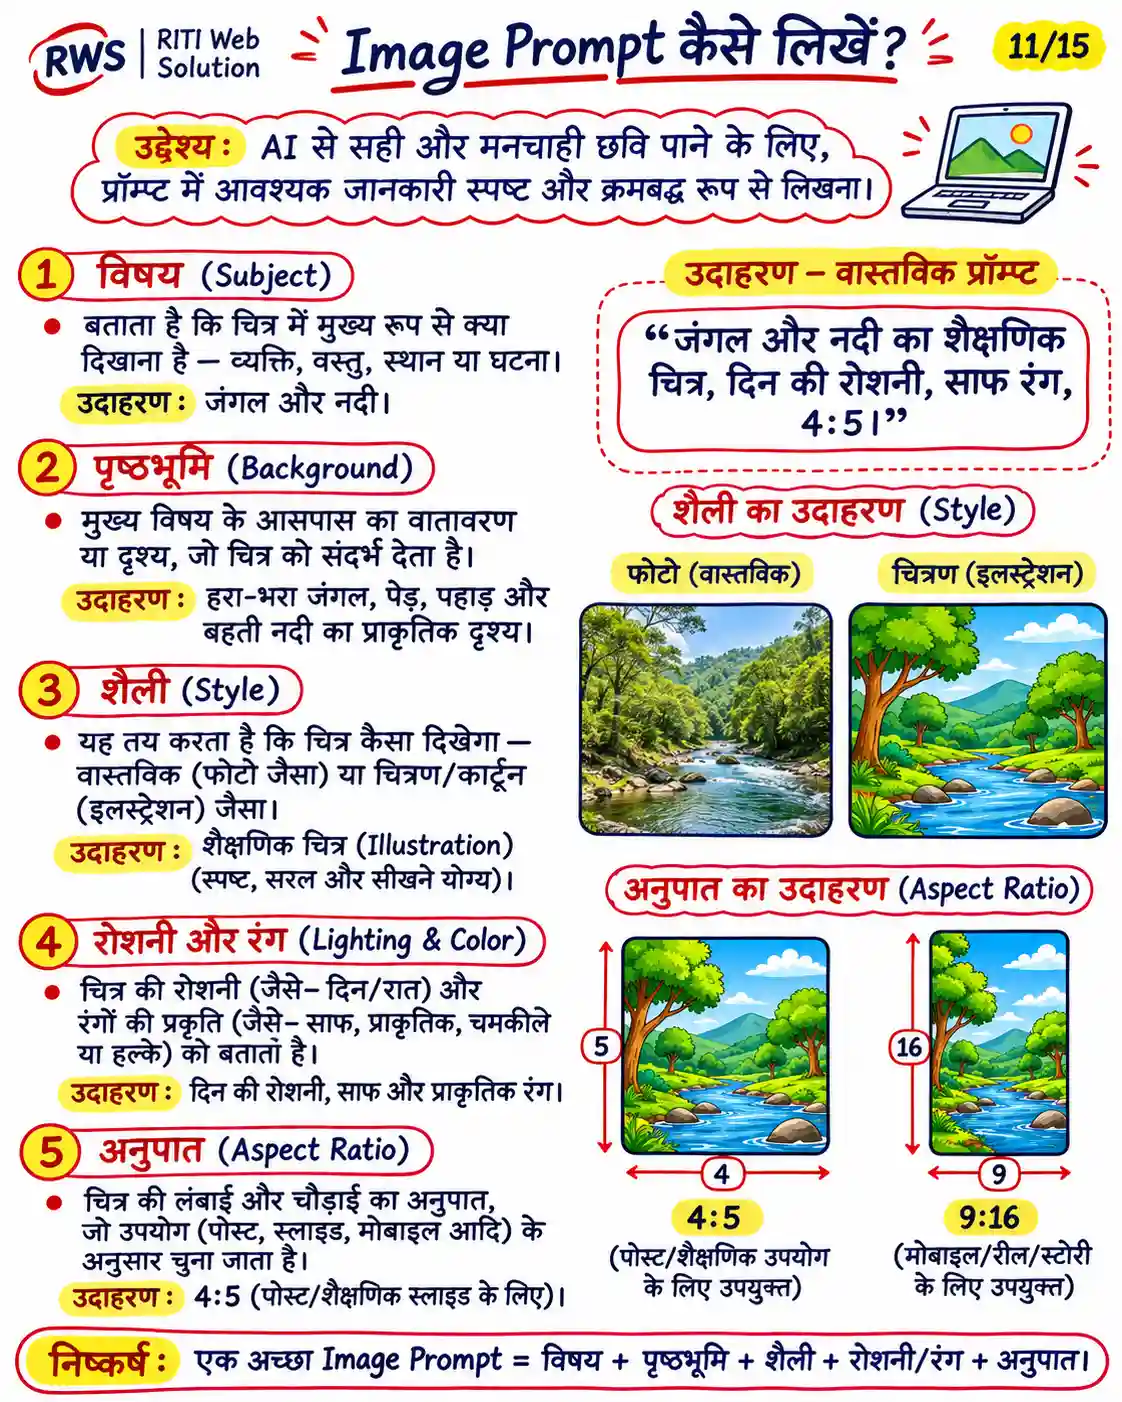 RWS
RITI Web
Solution
Image Prompt कैसे लिखें?
11/15
उद्देश्य : AI से सही और मनचाही छवि पाने के लिए,
प्रॉम्प्ट में आवश्यक जानकारी स्पष्ट और क्रमबद्ध रूप से लिखना।
1 विषय (Subject)
• बताता है कि चित्र में मुख्य रूप से क्या
दिखाना है – व्यक्ति, वस्तु, स्थान या घटना।
उदाहरण : जंगल और नदी।
2 पृष्ठभूमि (Background)
• मुख्य विषय के आसपास का वातावरण
या दृश्य, जो चित्र को संदर्भ देता है।
उदाहरण : हरा-भरा जंगल, पेड़, पहाड़ और
बहती नदी का प्राकृतिक दृश्य।
3 शैली (Style)
• यह तय करता है कि चित्र कैसा दिखेगा –
वास्तविक (फोटो जैसा) या चित्रण/कार्टून
(इलस्ट्रेशन) जैसा।
उदाहरण : शैक्षणिक चित्र (Illustration)
(स्पष्ट, सरल और सीखने योग्य)।
4 रोशनी और रंग (Lighting & Color)
• चित्र की रोशनी (जैसे– दिन/रात) और
रंगों की प्रकृति (जैसे– साफ, प्राकृतिक, चमकीले
या हल्के) को बताता है।
उदाहरण : दिन की रोशनी, साफ और प्राकृतिक रंग।
5 अनुपात (Aspect Ratio)
• चित्र की लंबाई और चौड़ाई का अनुपात,
जो उपयोग (पोस्ट, स्लाइड, मोबाइल आदि) के
अनुसार चुना जाता है।
उदाहरण : 4:5 (पोस्ट/शैक्षणिक स्लाइड के लिए)।
उदाहरण – वास्तविक प्रॉम्प्ट
“जंगल और नदी का शैक्षणिक
चित्र, दिन की रोशनी, साफ रंग,
4:5।”
शैली का उदाहरण (Style)
फोटो (वास्तविक)
चित्रण (इलस्ट्रेशन)
अनुपात का उदाहरण (Aspect Ratio)
5
4
4:5
(पोस्ट/शैक्षणिक उपयोग
के लिए उपयुक्त)
16
9
9:16
(मोबाइल/रील/स्टोरी
के लिए उपयुक्त)
निष्कर्ष : एक अच्छा Image Prompt = विषय + पृष्ठभूमि + शैली + रोशनी/रंग + अनुपात।